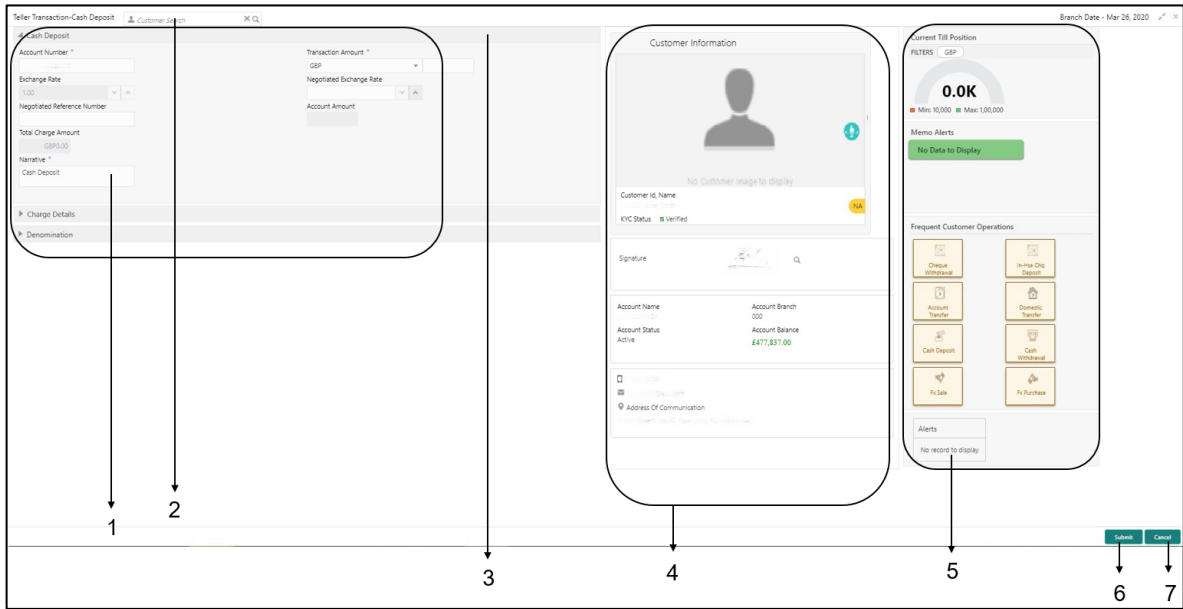 Teller Transaction-Cash Deposit
Customer Search
Branch Date - Mar 26, 2020
Cash Deposit
Account Number *
Transaction Amount *
GBP
Exchange Rate
Negotiated Exchange Rate
1.00
Negotiated Reference Number
Account Amount
Total Charge Amount
GBP0.00
Narrative *
Cash Deposit
Charge Details
Denomination
Customer Information
No Customer image to display
Customer Id, Name
NA
KYC Status Verified
Signature
Account Name
Account Branch
000
Account Status
Account Balance
Active
£477,837.00
Address Of Communication
Current Till Position
FILTERS GBP
0.0K
Min: 10,000 Max: 1,00,000
Memo Alerts
No Data to Display
Frequent Customer Operations
Cheque
Withdrawal
In-Hse Chq
Deposit
Account
Transfer
Domestic
Transfer
Cash Deposit
Cash
Withdrawal
Fx Sale
Fx Purchase
Alerts
No record to display
Submit
Cancel
1
2
3
4
5
6
7